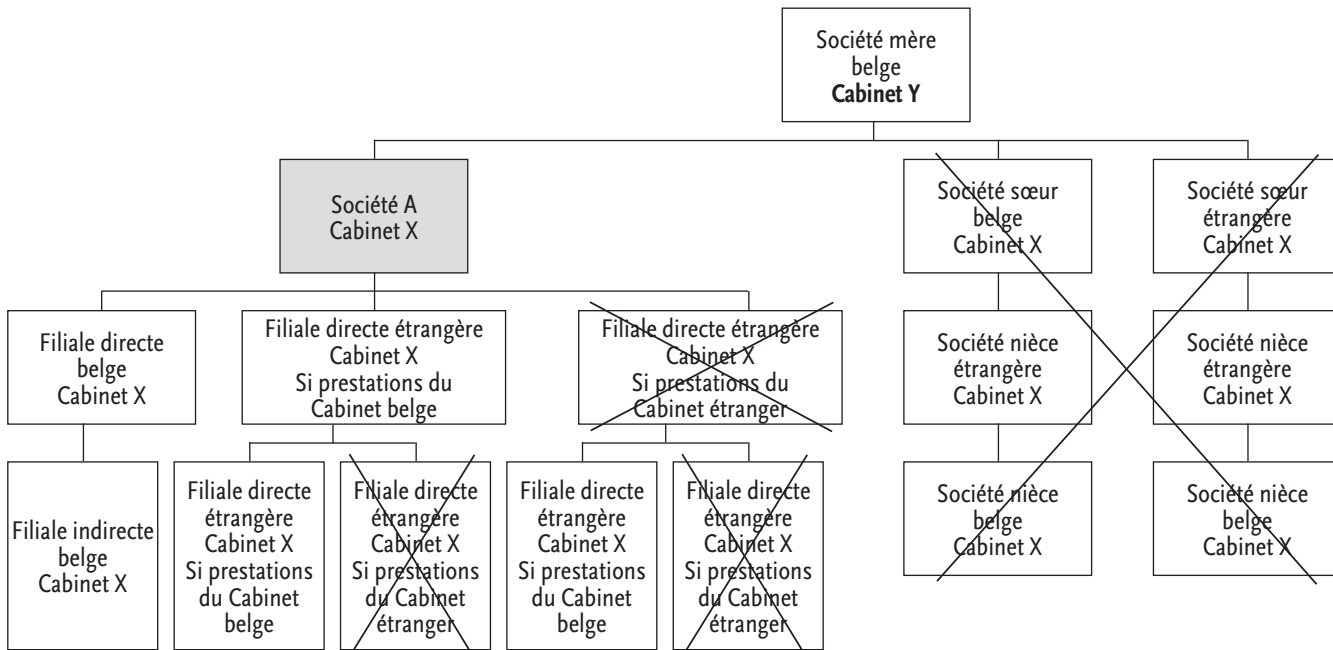 Société mère
belge
Cabinet Y
Société A
Cabinet X
Société sœur
belge
Cabinet X
Société sœur
étrangère
Cabinet X
Filiale directe
belge
Cabinet X
Filiale directe étrangère
Cabinet X
Si prestations du
Cabinet belge
Filiale directe étrangère
Cabinet X
Si prestations du
Cabinet étranger
Société nièce
étrangère
Cabinet X
Société nièce
étrangère
Cabinet X
Filiale indirecte
belge
Cabinet X
Filiale directe
étrangère
Cabinet X
Si prestations
du Cabinet
belge
Filiale directe
étrangère
Cabinet X
Si prestations
du Cabinet
étranger
Filiale directe
étrangère
Cabinet X
Si prestations
du Cabinet
belge
Filiale directe
étrangère
Cabinet X
Si prestations
du Cabinet
étranger
Société nièce
belge
Cabinet X
Société nièce
belge
Cabinet X